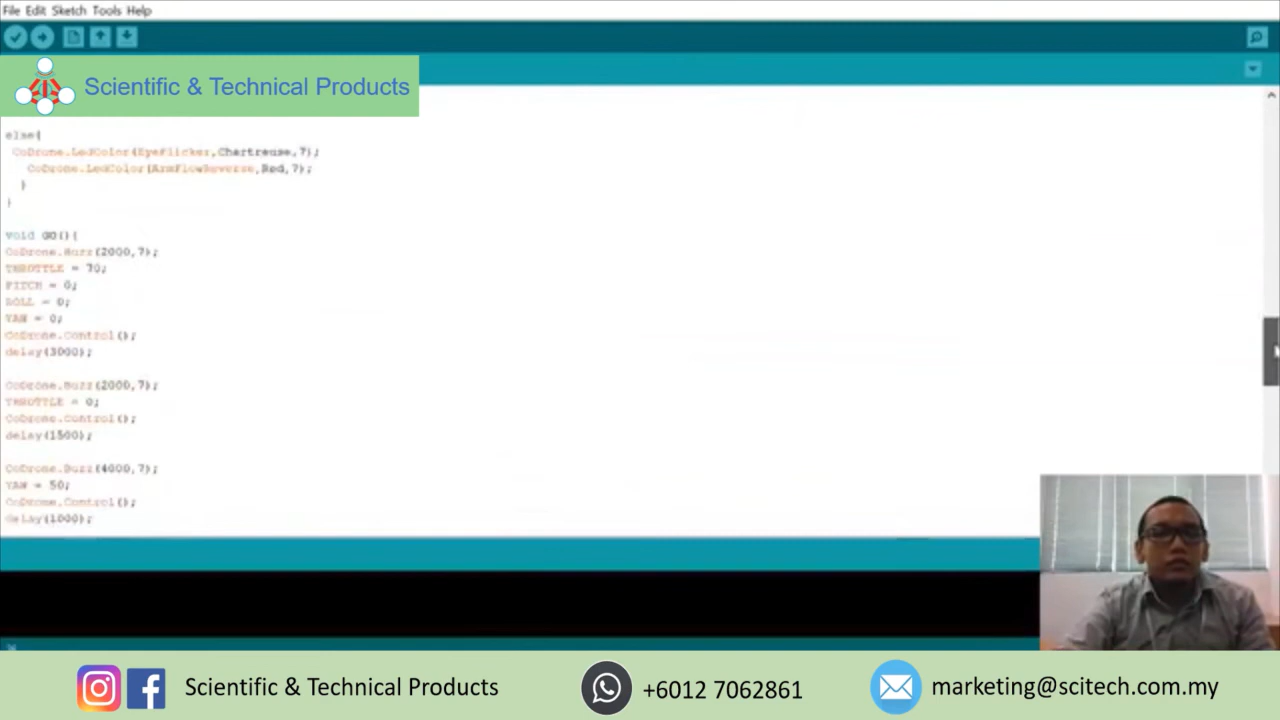 File Edit Sketch Tools Help
Scientific & Technical Products
else{
CoDrone.LedColor(EyeFlicker,Chartreuse,7);
CoDrone.LedColor(ArmFlowReverse,Red,7);
}
}
void GO(){
CoDrone.Buzz(2000,7);
THROTTLE = 70;
PITCH = 0;
ROLL = 0;
YAW = 0;
CoDrone.Control();
delay(3000);
CoDrone.Buzz(2000,7);
THROTTLE = 0;
CoDrone.Control();
delay(1500);
CoDrone.Buzz(4000,7);
YAW = 50;
CoDrone.Control();
delay(1000);
Scientific & Technical Products
+6012 7062861
marketing@scitech.com.my